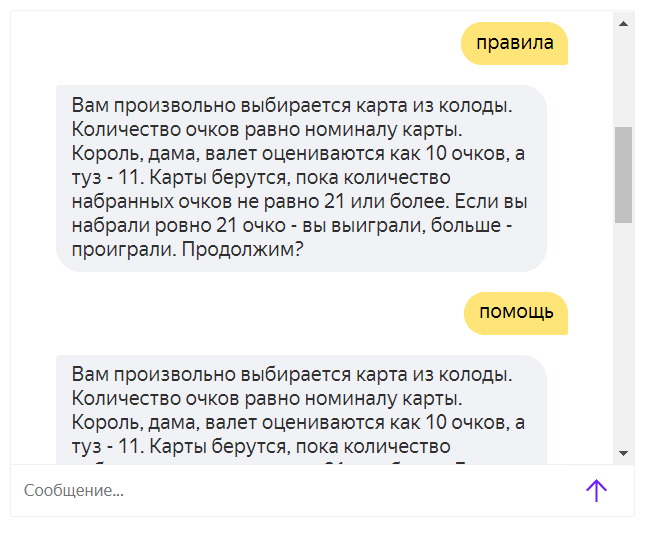 правила
Вам произвольно выбирается карта из колоды.
Количество очков равно номиналу карты.
Король, дама, валет оцениваются как 10 очков, а
туз - 11. Карты берутся, пока количество
набранных очков не равно 21 или более. Если вы
набрали ровно 21 очко - вы выиграли, больше -
проиграли. Продолжим?
помощь
Вам произвольно выбирается карта из колоды.
Количество очков равно номиналу карты.
Король, дама, валет оцениваются как 10 очков, а
туз - 11. Карты берутся, пока количество
Сообщение...